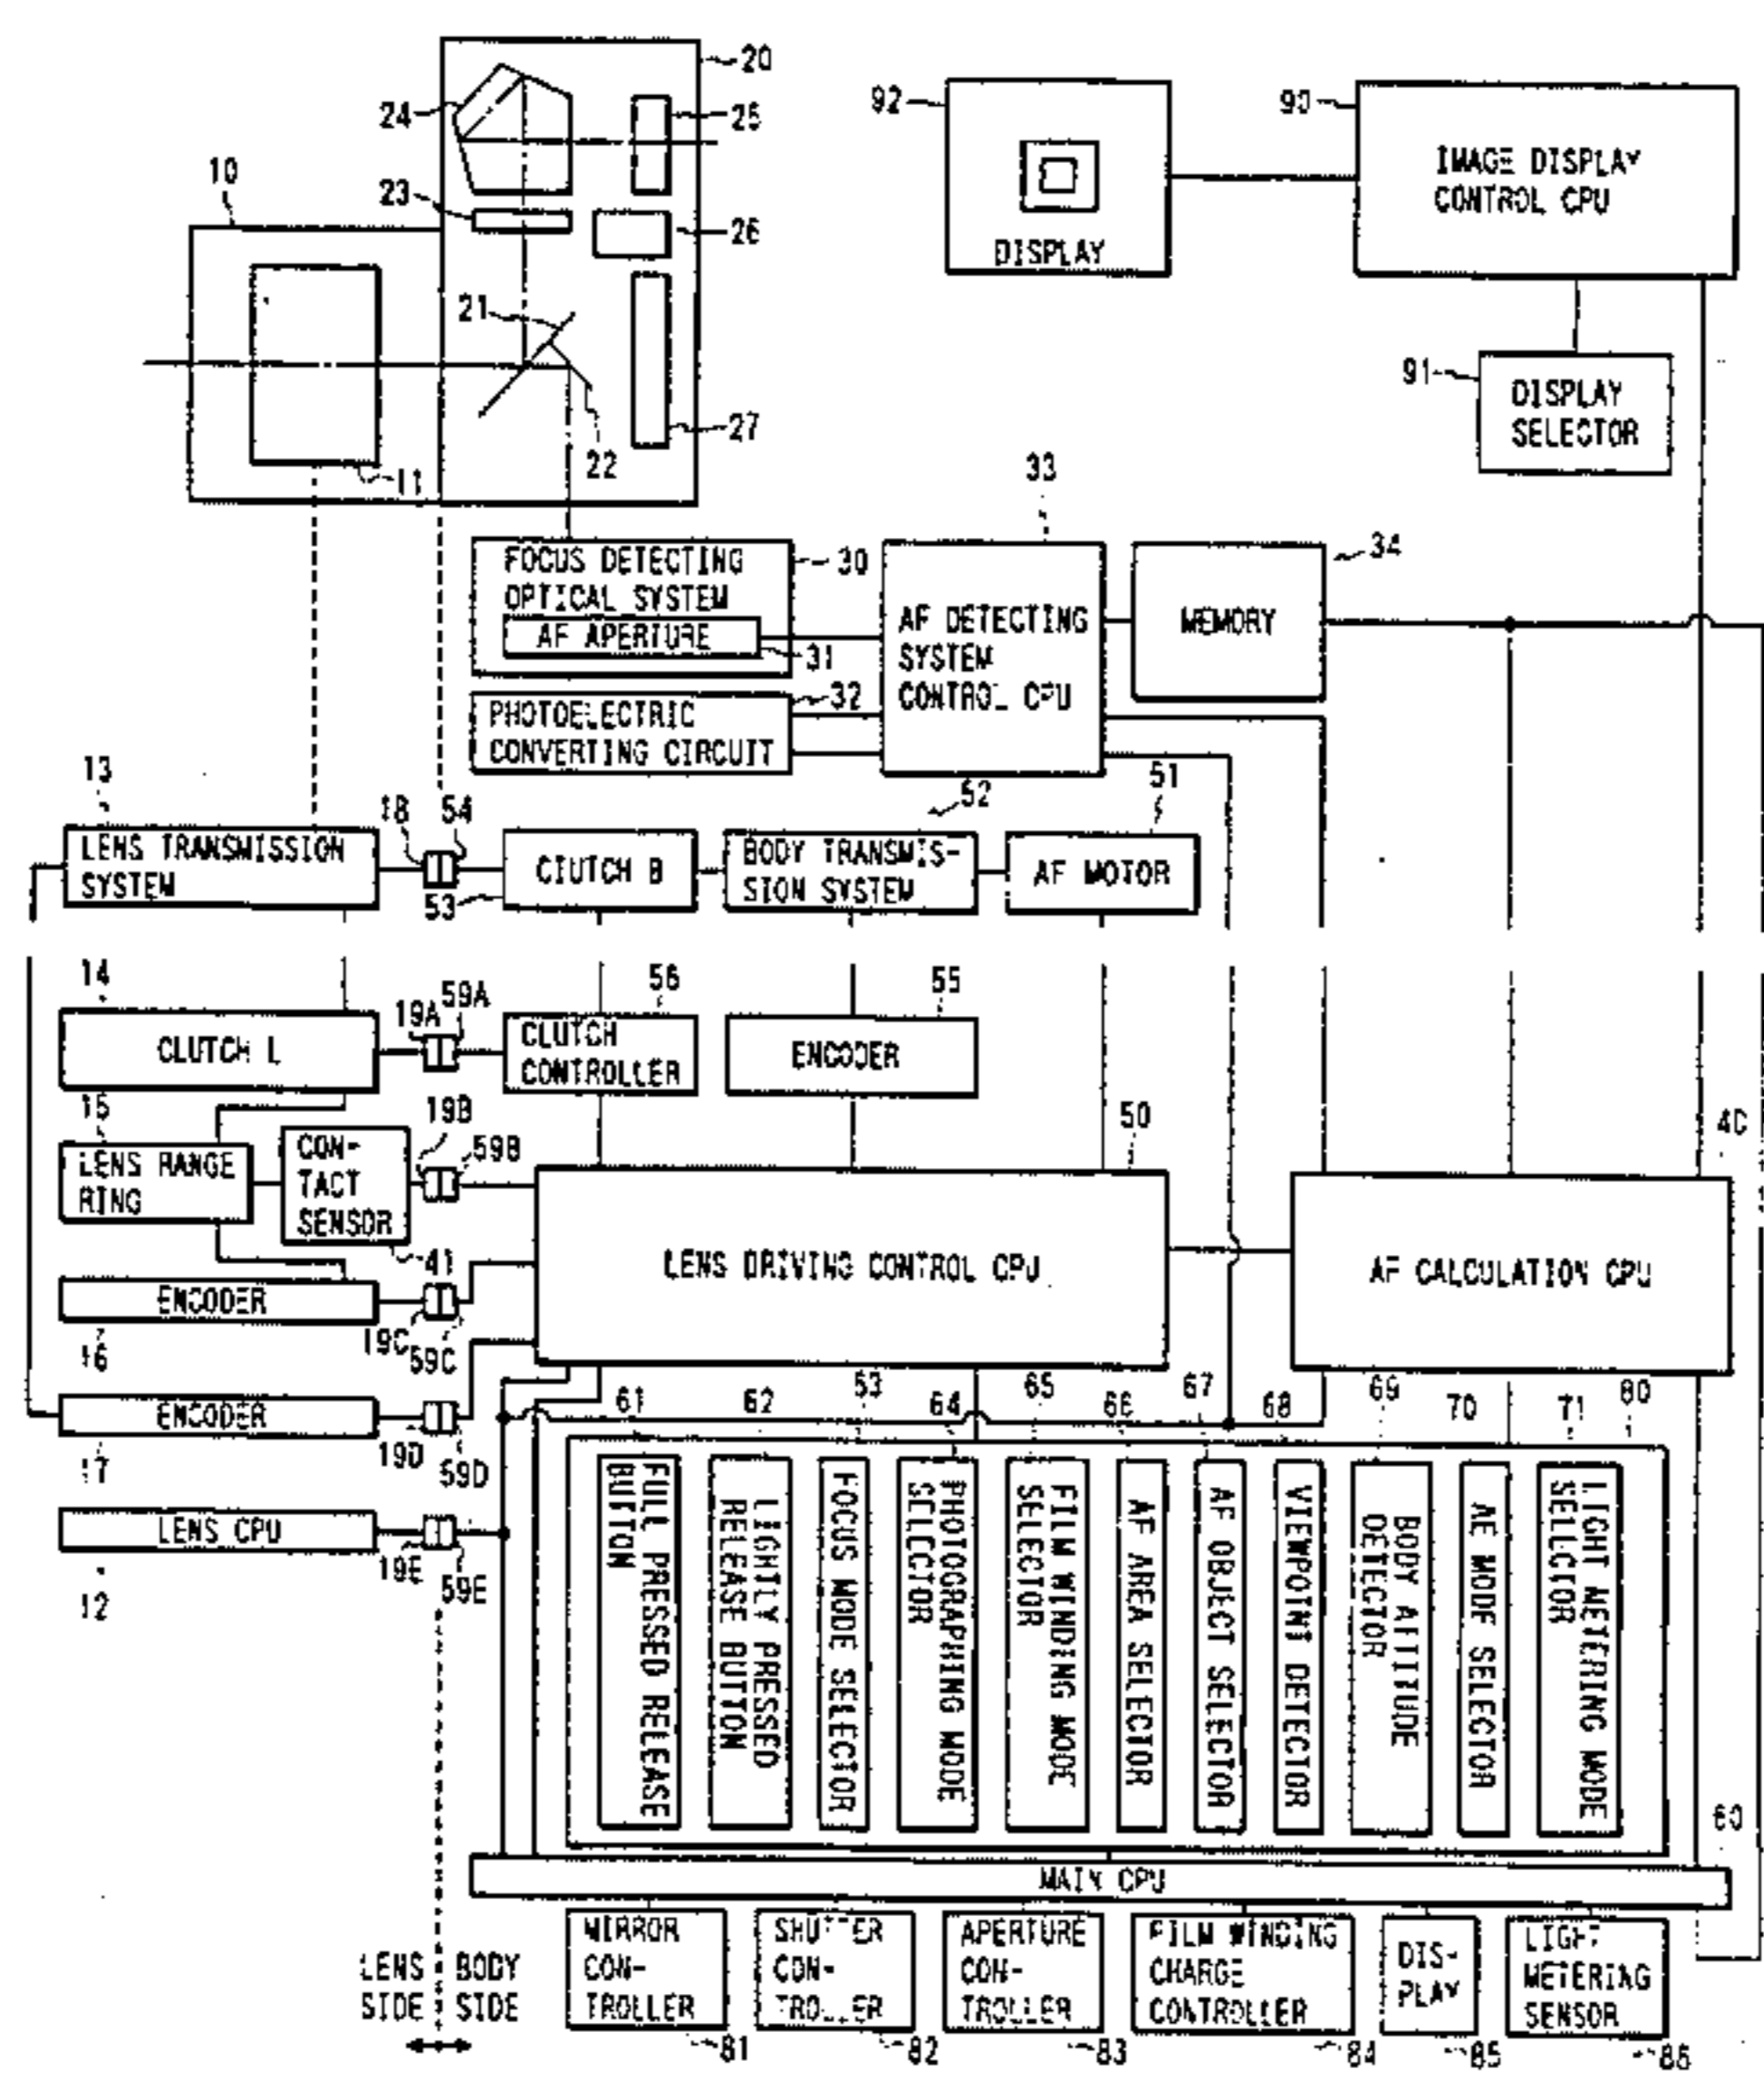 20
24
25
10
23
26
21
27
22
11
92
DISPLAY
90
IMAGE DISPLAY
CONTROL CPU
91
DISPLAY
SELECTOR
FOCUS DETECTING
OPTICAL SYSTEM
30
AF APERTURE
31
PHOTOELECTRIC
CONVERTING CIRCUIT
32
33
AF DETECTING
SYSTEM
CONTROL CPU
34
MEMORY
13
LENS TRANSMISSION
SYSTEM
18
54
53
CLUTCH B
52
BODY TRANSMIS-
SION SYSTEM
51
AF MOTOR
14
CLUTCH L
19A
59A
56
CLUTCH
CONTROLLER
55
ENCODER
15
LENS RANGE
RING
CON-
TACT
SENSOR
41
19B
59B
50
LENS DRIVING CONTROL CPU
40
AF CALCULATION CPU
ENCODER
16
19C
59C
ENCODER
17
19D
59D
LENS CPU
12
19E
59E
61
62
63
64
65
66
67
68
69
70
71
80
FULL PRESSED RELEASE
BUTTON
LIGHTLY PRESSED
RELEASE BUTTON
FOCUS MODE SELECTOR
PHOTOGRAPHING MODE
SELECTOR
FILM WINDING MODE
SELECTOR
AF AREA SELECTOR
AF OBJECT SELECTOR
VIEWPOINT DETECTOR
BODY ATTITUDE
DETECTOR
AE MODE SELECTOR
LIGHT METERING MODE
SELECTOR
60
MAIN CPU
LENS
SIDE
BODY
SIDE
MIRROR
CON-
TROLLER
81
SHUTTER
CON-
TROLLER
82
APERTURE
CON-
TROLLER
83
FILM WINDING
CHARGE
CONTROLLER
84
DIS-
PLAY
85
LIGHT
METERING
SENSOR
86